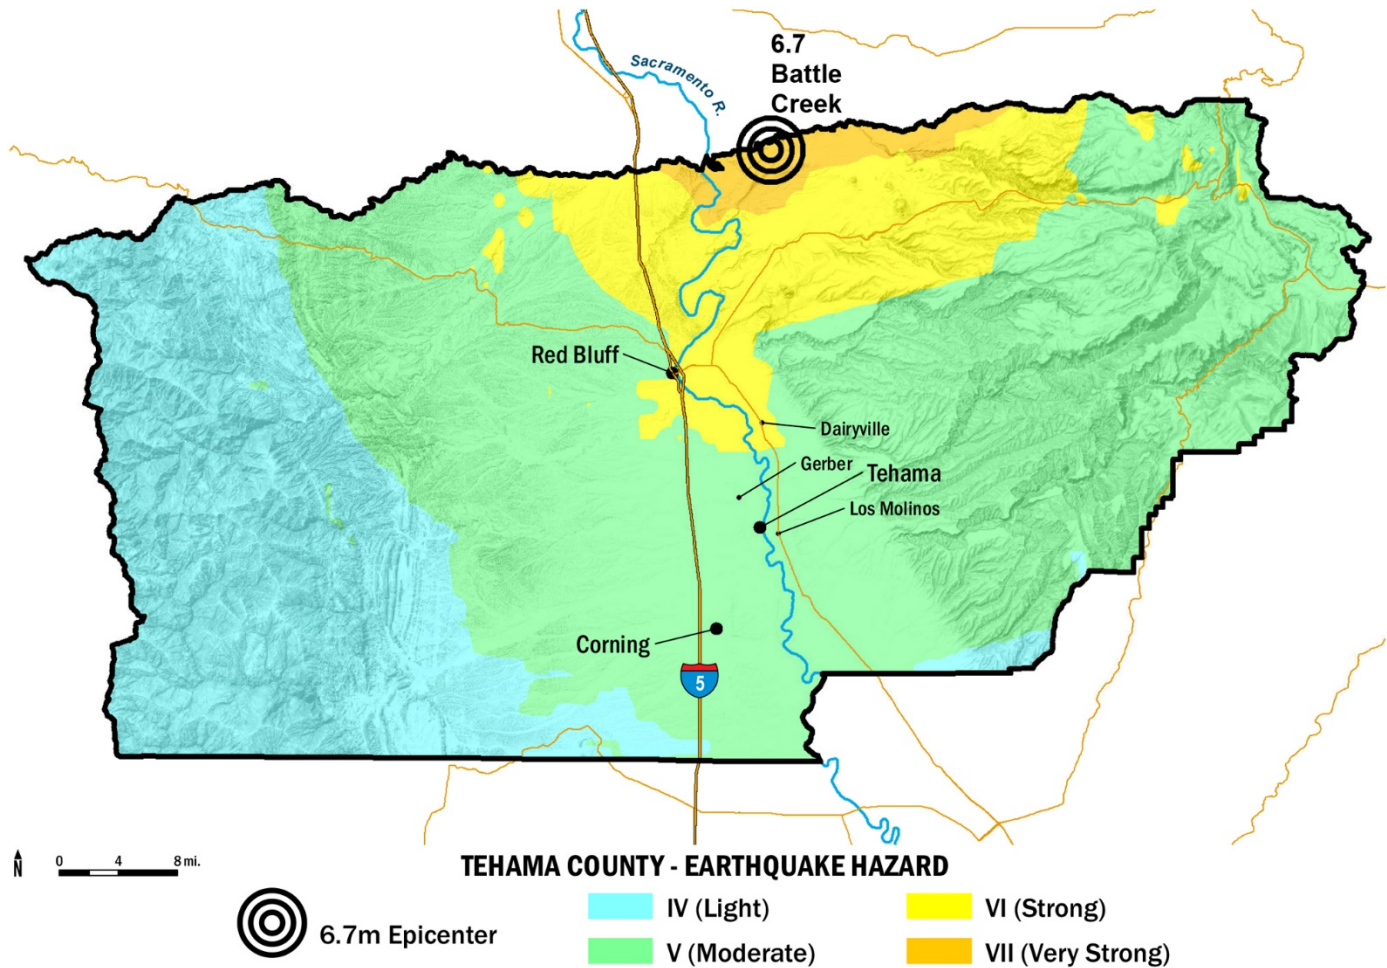 6.7
Battle
Creek
Sacramento R.
Red Bluff
Dairyville
Gerber
Tehama
Los Molinos
Corning
5
N
0 4 8 mi.
TEHAMA COUNTY - EARTHQUAKE HAZARD
6.7m Epicenter
IV (Light)
V (Moderate)
VI (Strong)
VII (Very Strong)